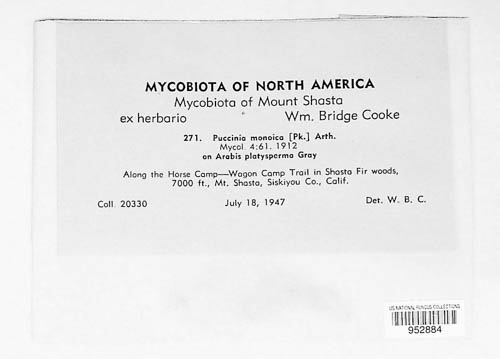 MYCOBIOTA OF NORTH AMERICA
Mycobiota of Mount Shasta
ex herbario Wm. Bridge Cooke
271. Puccinia monoica [Pk.] Arth.
Mycol. 4:61. 1912
on Arabis platysperma Gray
Along the Horse Camp—Wagon Camp Trail in Shasta Fir woods,
7000 ft., Mt. Shasta, Siskiyou Co., Calif.
Coll. 20330 July 18, 1947 Det. W. B. C.
US NATIONAL FUNGUS COLLECTIONS
952884